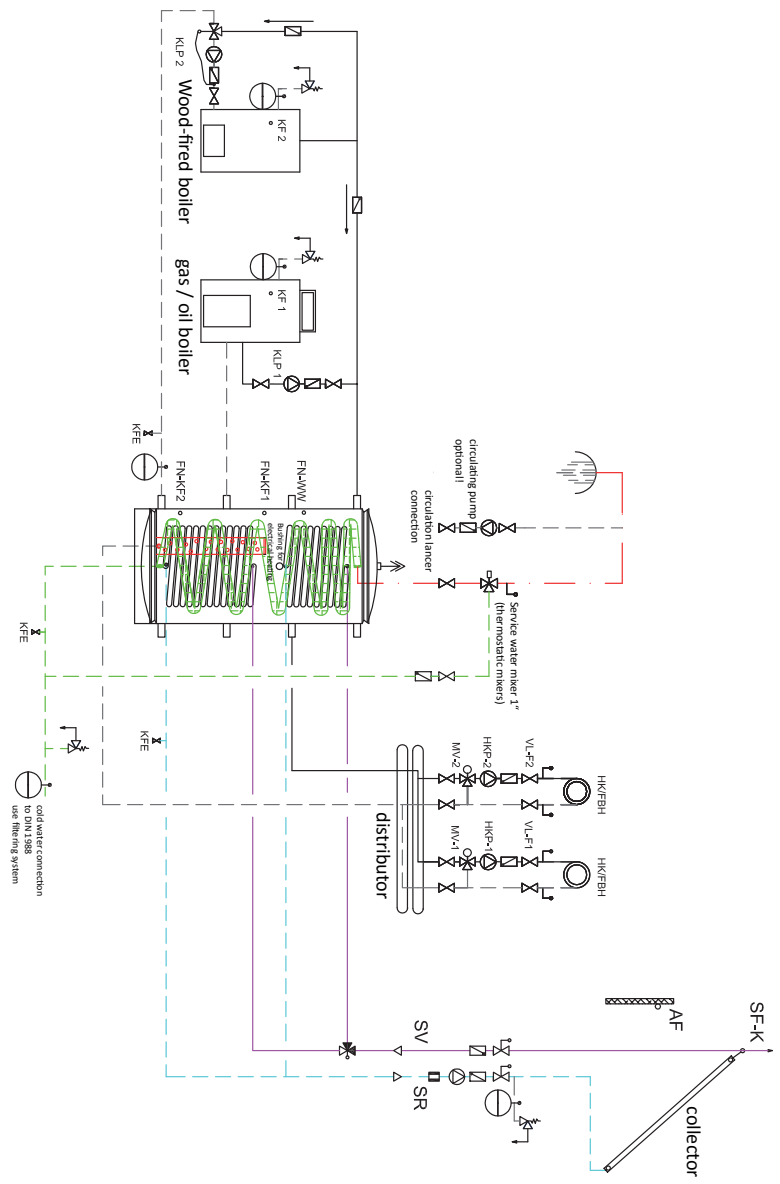 SF-K
AF
collector
SV
SR
HK/FBH
HK/FBH
VL-F2
HKP-2
MV-2
VL-F1
HKP-1
MV-1
distributor
Service water mixer 1"
(thermostatic mixers)
circulating pump
optional!
circulation lancer
connection
FN-WW
FN-KF1
FN-KF2
Bushing for
electrical heating
KLP 2
KF 2
Wood-fired boiler
KF 1
gas / oil boiler
KLP 1
KFE
KFE
KFE
cold water connection
to DIN 1988
use filtering system